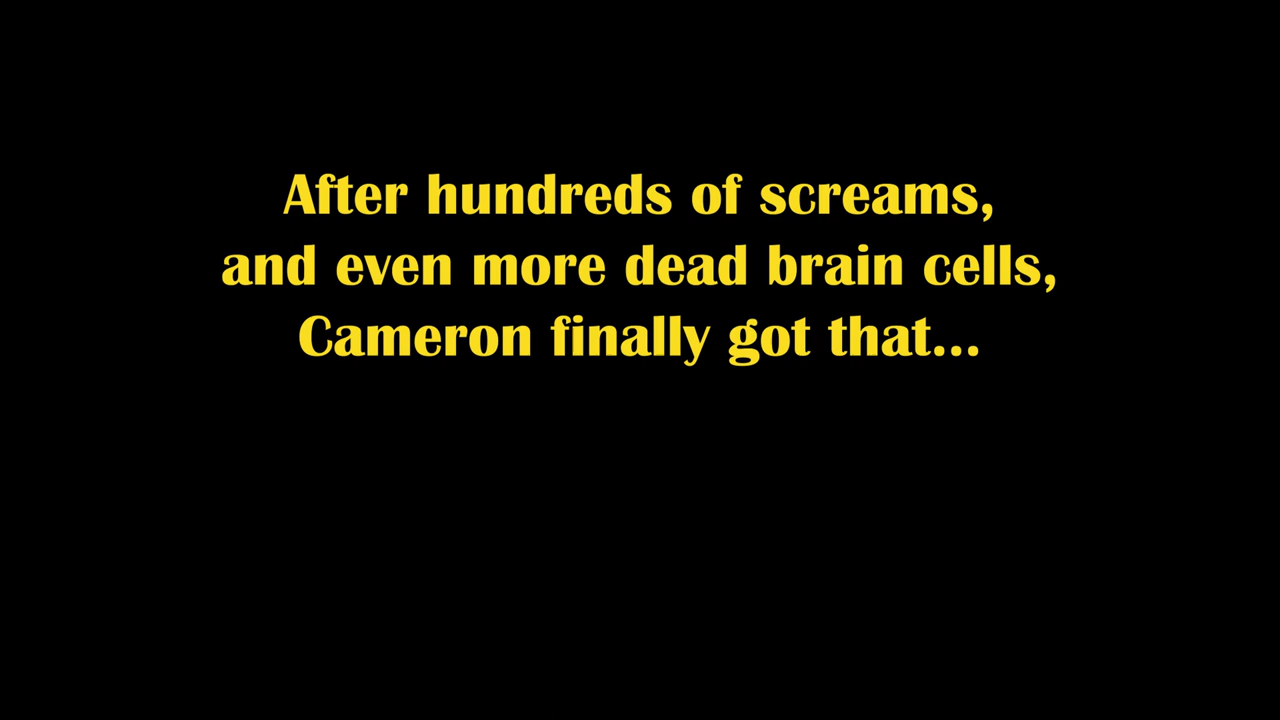 After hundreds of screams,
and even more dead brain cells,
Cameron finally got that...